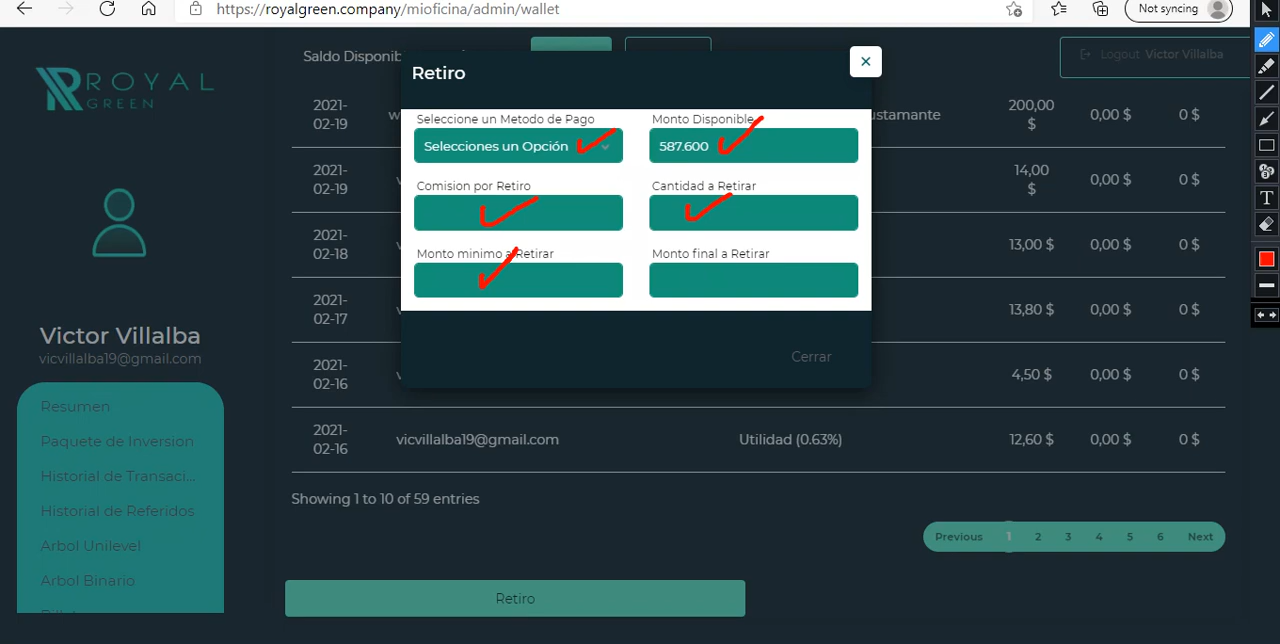 https://royalgreen.company/mioficina/admin/wallet
Not syncing
ROYAL
GREEN
Saldo Disponib
Logout Victor Villalba
Retiro
Seleccione un Metodo de Pago
Monto Disponible
Selecciones un Opción
587.600
Comision por Retiro
Cantidad a Retirar
Monto minimo a Retirar
Monto final a Retirar
Cerrar
2021-
02-19
ustamante
200,00
$
0,00 $
0 $
2021-
02-19
14,00
$
0,00 $
0 $
2021-
02-18
13,00 $
0,00 $
0 $
2021-
02-17
13,80 $
0,00 $
0 $
2021-
02-16
4,50 $
0,00 $
0 $
2021-
02-16
vicvillalba19@gmail.com
Utilidad (0.63%)
12,60 $
0,00 $
0 $
Victor Villalba
vicvillalba19@gmail.com
Resumen
Paquete de Inversion
Historial de Transaci...
Historial de Referidos
Arbol Unilevel
Arbol Binario
Showing 1 to 10 of 59 entries
Previous 1 2 3 4 5 6 Next
Retiro
T